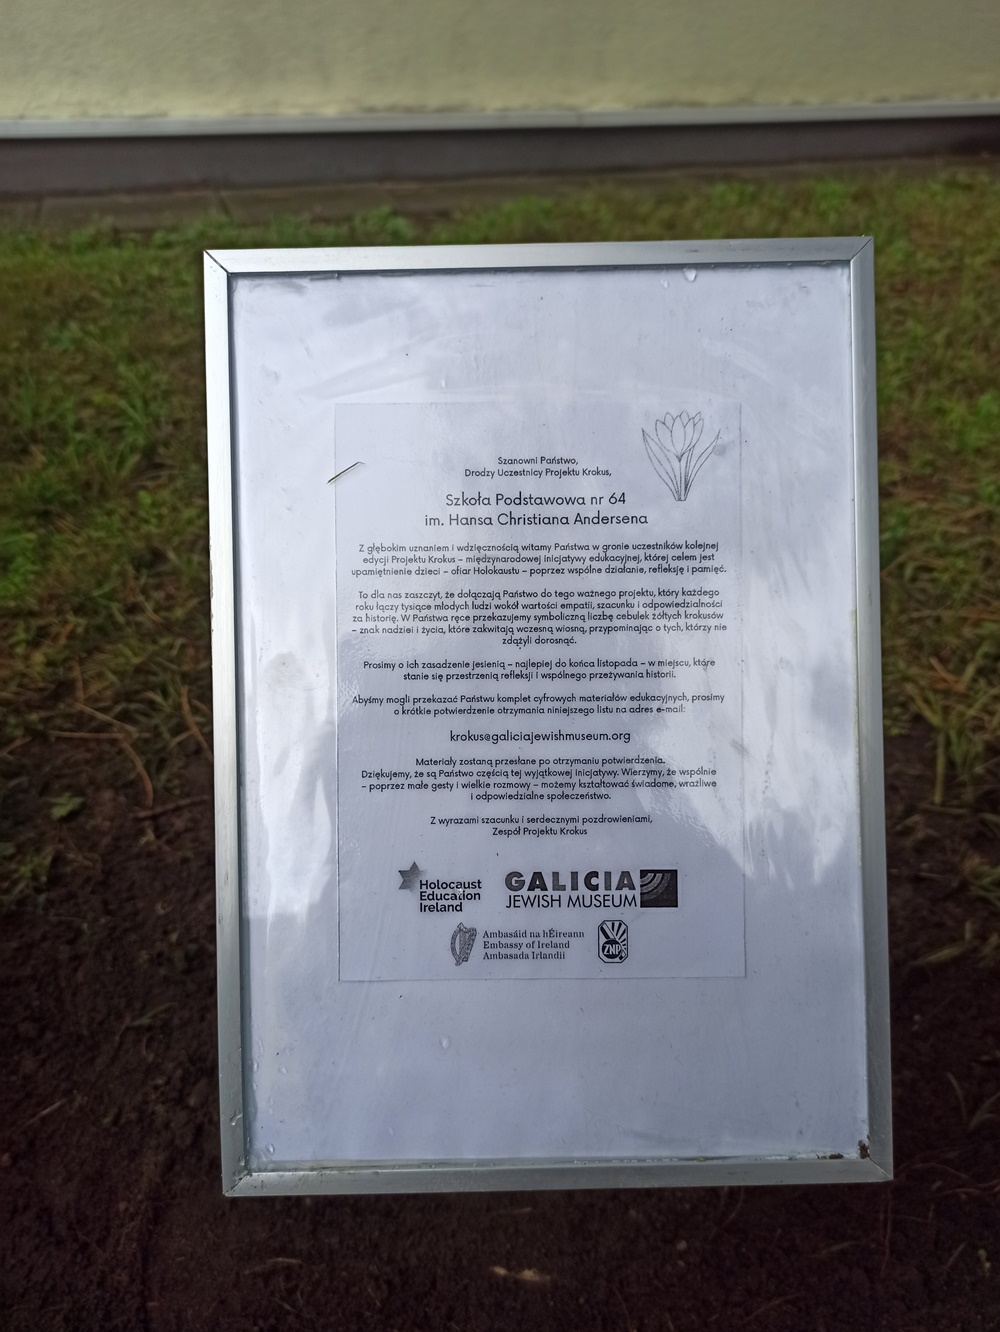 Szanowni Państwo,
Drodzy Uczestnicy Projektu Krokus,
Szkoła Podstawowa nr 64
im. Hansa Christiana Andersena
Z głębokim uznaniem i wdzięcznością witamy Państwa w gronie uczestników kolejnej
edycji Projektu Krokus – międzynarodowej inicjatywy edukacyjnej, której celem jest
upamiętnienie dzieci – ofiar Holokaustu – poprzez wspólne działanie, refleksję i pamięć.
To dla nas zaszczyt, że dołączają Państwo do tego ważnego projektu, który każdego
roku łączy tysiące młodych ludzi wokół wartości empatii, szacunku i odpowiedzialności
za historię. W Państwa ręce przekazujemy symboliczną liczbę cebulek żółtych krokusów
– znak nadziei i życia, które zakwitają wczesną wiosną, przypominając o tych, którzy nie
zdążyli dorosnąć.
Prosimy o ich zasadzenie jesienią – najlepiej do końca listopada – w miejscu, które
stanie się przestrzenią refleksji i wspólnego przeżywania historii.
Abyśmy mogli przekazać Państwu komplet cyfrowych materiałów edukacyjnych, prosimy
o krótkie potwierdzenie otrzymania niniejszego listu na adres e-mail:
krokus@galiciajewishmuseum.org
Materiały zostaną przesłane po otrzymaniu potwierdzenia.
Dziękujemy, że są Państwo częścią tej wyjątkowej inicjatywy. Wierzymy, że wspólnie
– poprzez małe gesty i wielkie rozmowy – możemy kształtować świadome, wrażliwe
i odpowiedzialne społeczeństwo.
Z wyrazami szacunku i serdecznymi pozdrowieniami,
Zespół Projektu Krokus
Holocaust
Education
Ireland
GALICIA
JEWISH MUSEUM
Ambasáid na hÉireann
Embassy of Ireland
Ambasada Irlandii
ZNP